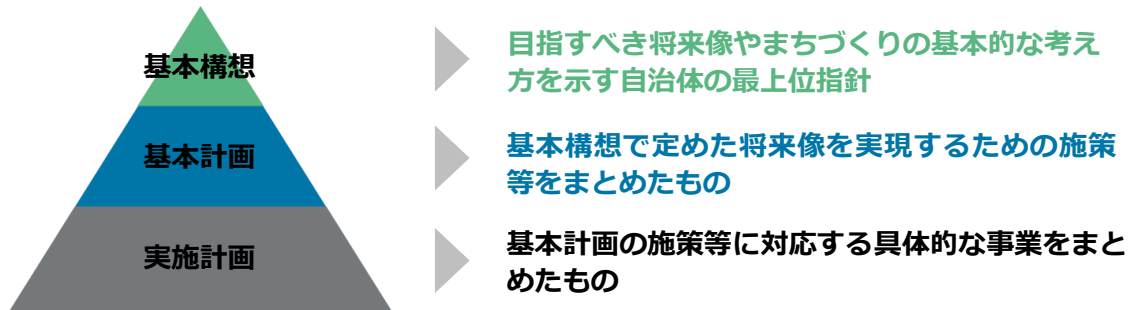 基本構想
目指すべき将来像やまちづくりの基本的な考え
方を示す自治体の最上位指針
基本計画
基本構想で定めた将来像を実現するための施策
等をまとめたもの
実施計画
基本計画の施策等に対応する具体的な事業をまと
めたもの